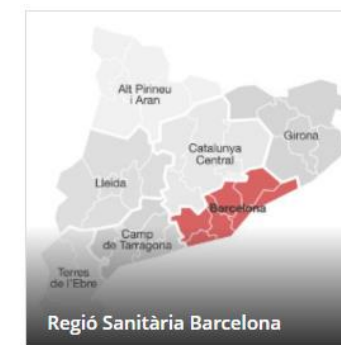 Alt Pirineu
i Aran
Girona
Catalunya
Central
Lleida
Barcelona
Camp
de Tarragona
Terres
de l'Ebre
Regió Sanitària Barcelona